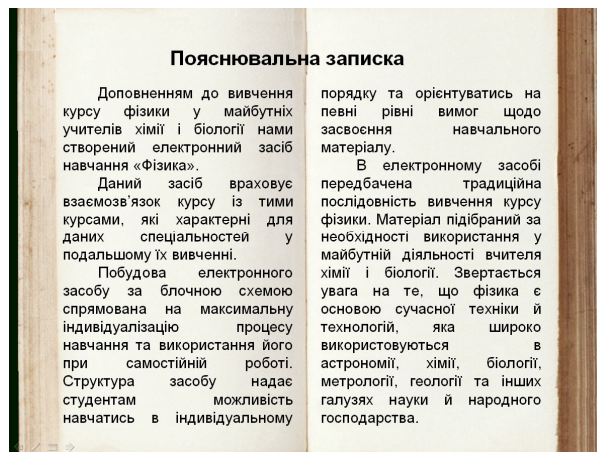 Пояснювальна записка
Доповненням до вивчення
курсу фізики у майбутніх
учителів хімії і біології нами
створений електронний засіб
навчання «Фізика».
Даний засіб враховує
взаємозв’язок курсу із тими
курсами, які характерні для
даних спеціальностей у
подальшому їх вивченні.
Побудова електронного
засобу за блочною схемою
спрямована на максимальну
індивідуалізацію процесу
навчання та використання його
при самостійній роботі.
Структура засобу надає
студентам можливість
навчатись в індивідуальному
порядку та орієнтуватись на
певні рівні вимог щодо
засвоєння навчального
матеріалу.
В електронному засобі
передбачена традиційна
послідовність вивчення курсу
фізики. Матеріал підібраний за
необхідності використання у
майбутній діяльності вчителя
хімії і біології. Звертається
увага на те, що фізика є
основою сучасної техніки й
технологій, яка широко
використовуються в
астрономії, хімії, біології,
метрології, геології та інших
галузях науки й народного
господарства.